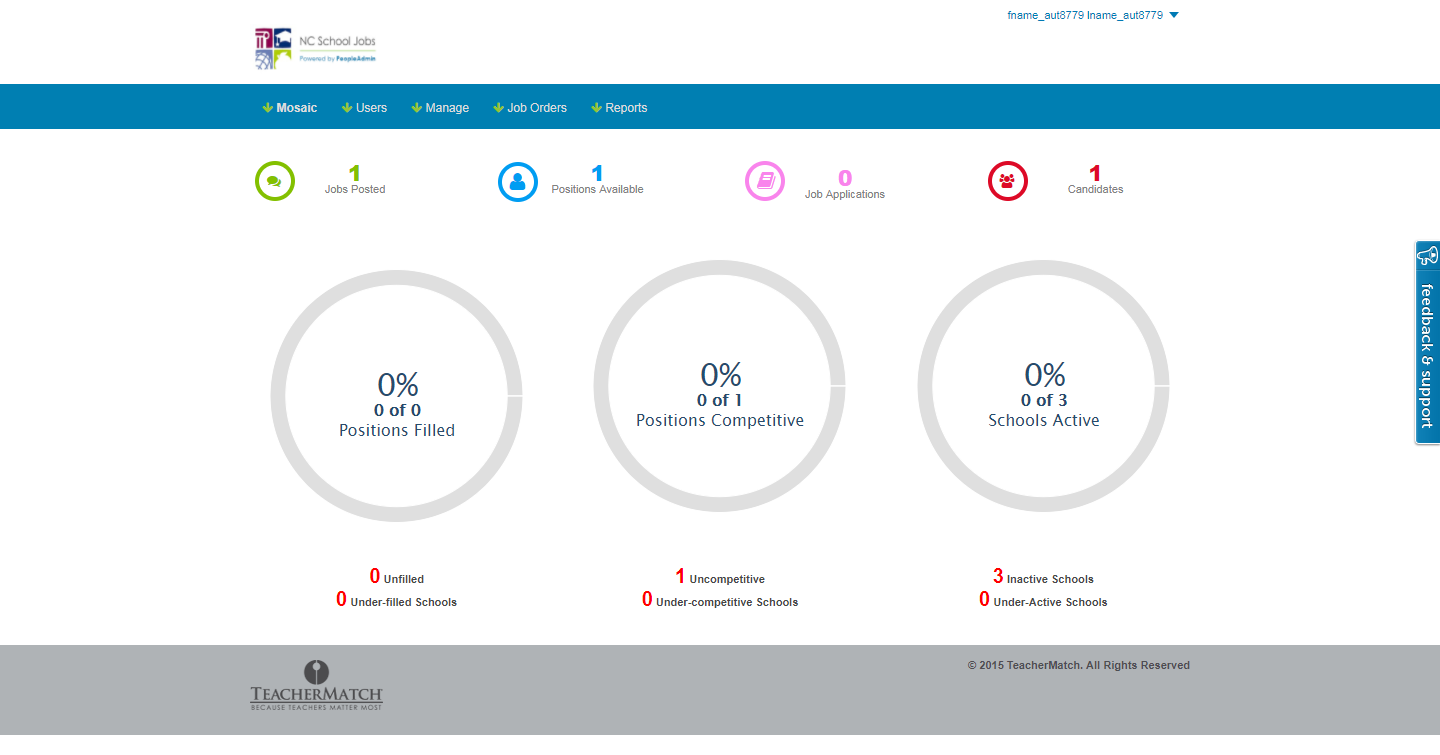 fname_aut8779 lname_aut8779
NC School Jobs
Powered by PeopleAdmin
Mosaic Users Manage Job Orders Reports
1
Jobs Posted
1
Positions Available
0
Job Applications
1
Candidates
0%
0 of 0
Positions Filled
0%
0 of 1
Positions Competitive
0%
0 of 3
Schools Active
feedback & support
0 Unfilled
0 Under-filled Schools
1 Uncompetitive
0 Under-competitive Schools
3 Inactive Schools
0 Under-Active Schools
TEACHERMATCH
BECAUSE TEACHERS MATTER MOST
© 2015 TeacherMatch. All Rights Reserved